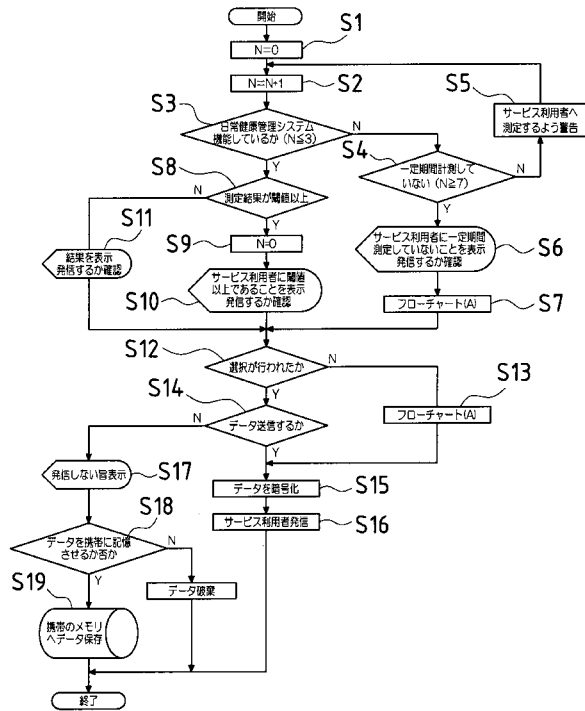 開始
S1
N=0
S2
N=N+1
S5
サービス利用者へ
測定するよう警告
S3
日常健康管理システム
機能しているか(N≦3)
N
Y
S4
一定期間計測して
いない(N≧7)
N
Y
S8
測定結果が閾値以上
N
Y
S11
結果を表示
発信するか確認
S9
N=0
S6
サービス利用者に一定期間
測定していないことを表示
発信するか確認
S10
サービス利用者に閾値
以上であることを表示
発信するか確認
S7
フローチャート(A)
S12
選択が行われたか
N
Y
S13
フローチャート(A)
S14
データ送信するか
N
Y
S17
発信しない旨表示
S15
データを暗号化
S16
サービス利用者発信
S18
データを携帯に記憶
させるか否か
N
Y
データ破棄
S19
携帯のメモリ
へデータ保存
終了